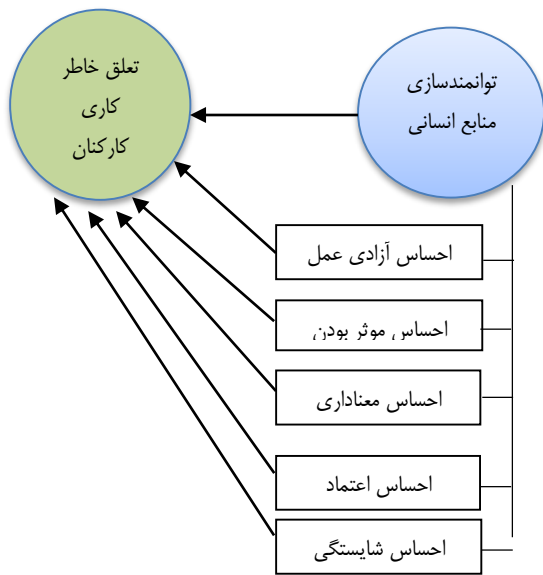 توانمندسازی
منابع انسانی
تعلق خاطر
کاری
کارکنان
احساس آزادی عمل
احساس موثر بودن
احساس معناداری
احساس اعتماد
احساس شایستگی